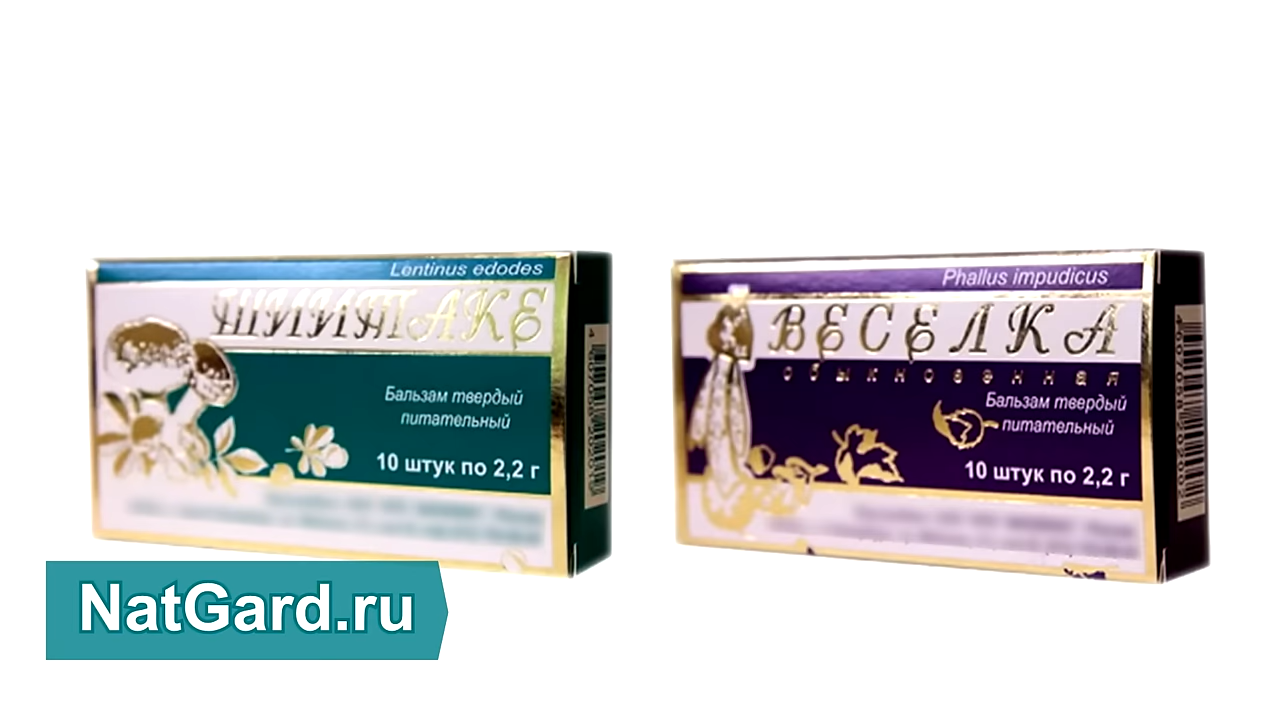 Lentinus edodes
ШИИТАКЕ
Бальзам твердый
питательный
10 штук по 2,2 г
Phallus impudicus
ВЕСЕЛКА
обыкновенная
Бальзам твердый
питательный
10 штук по 2,2 г
NatGard.ru